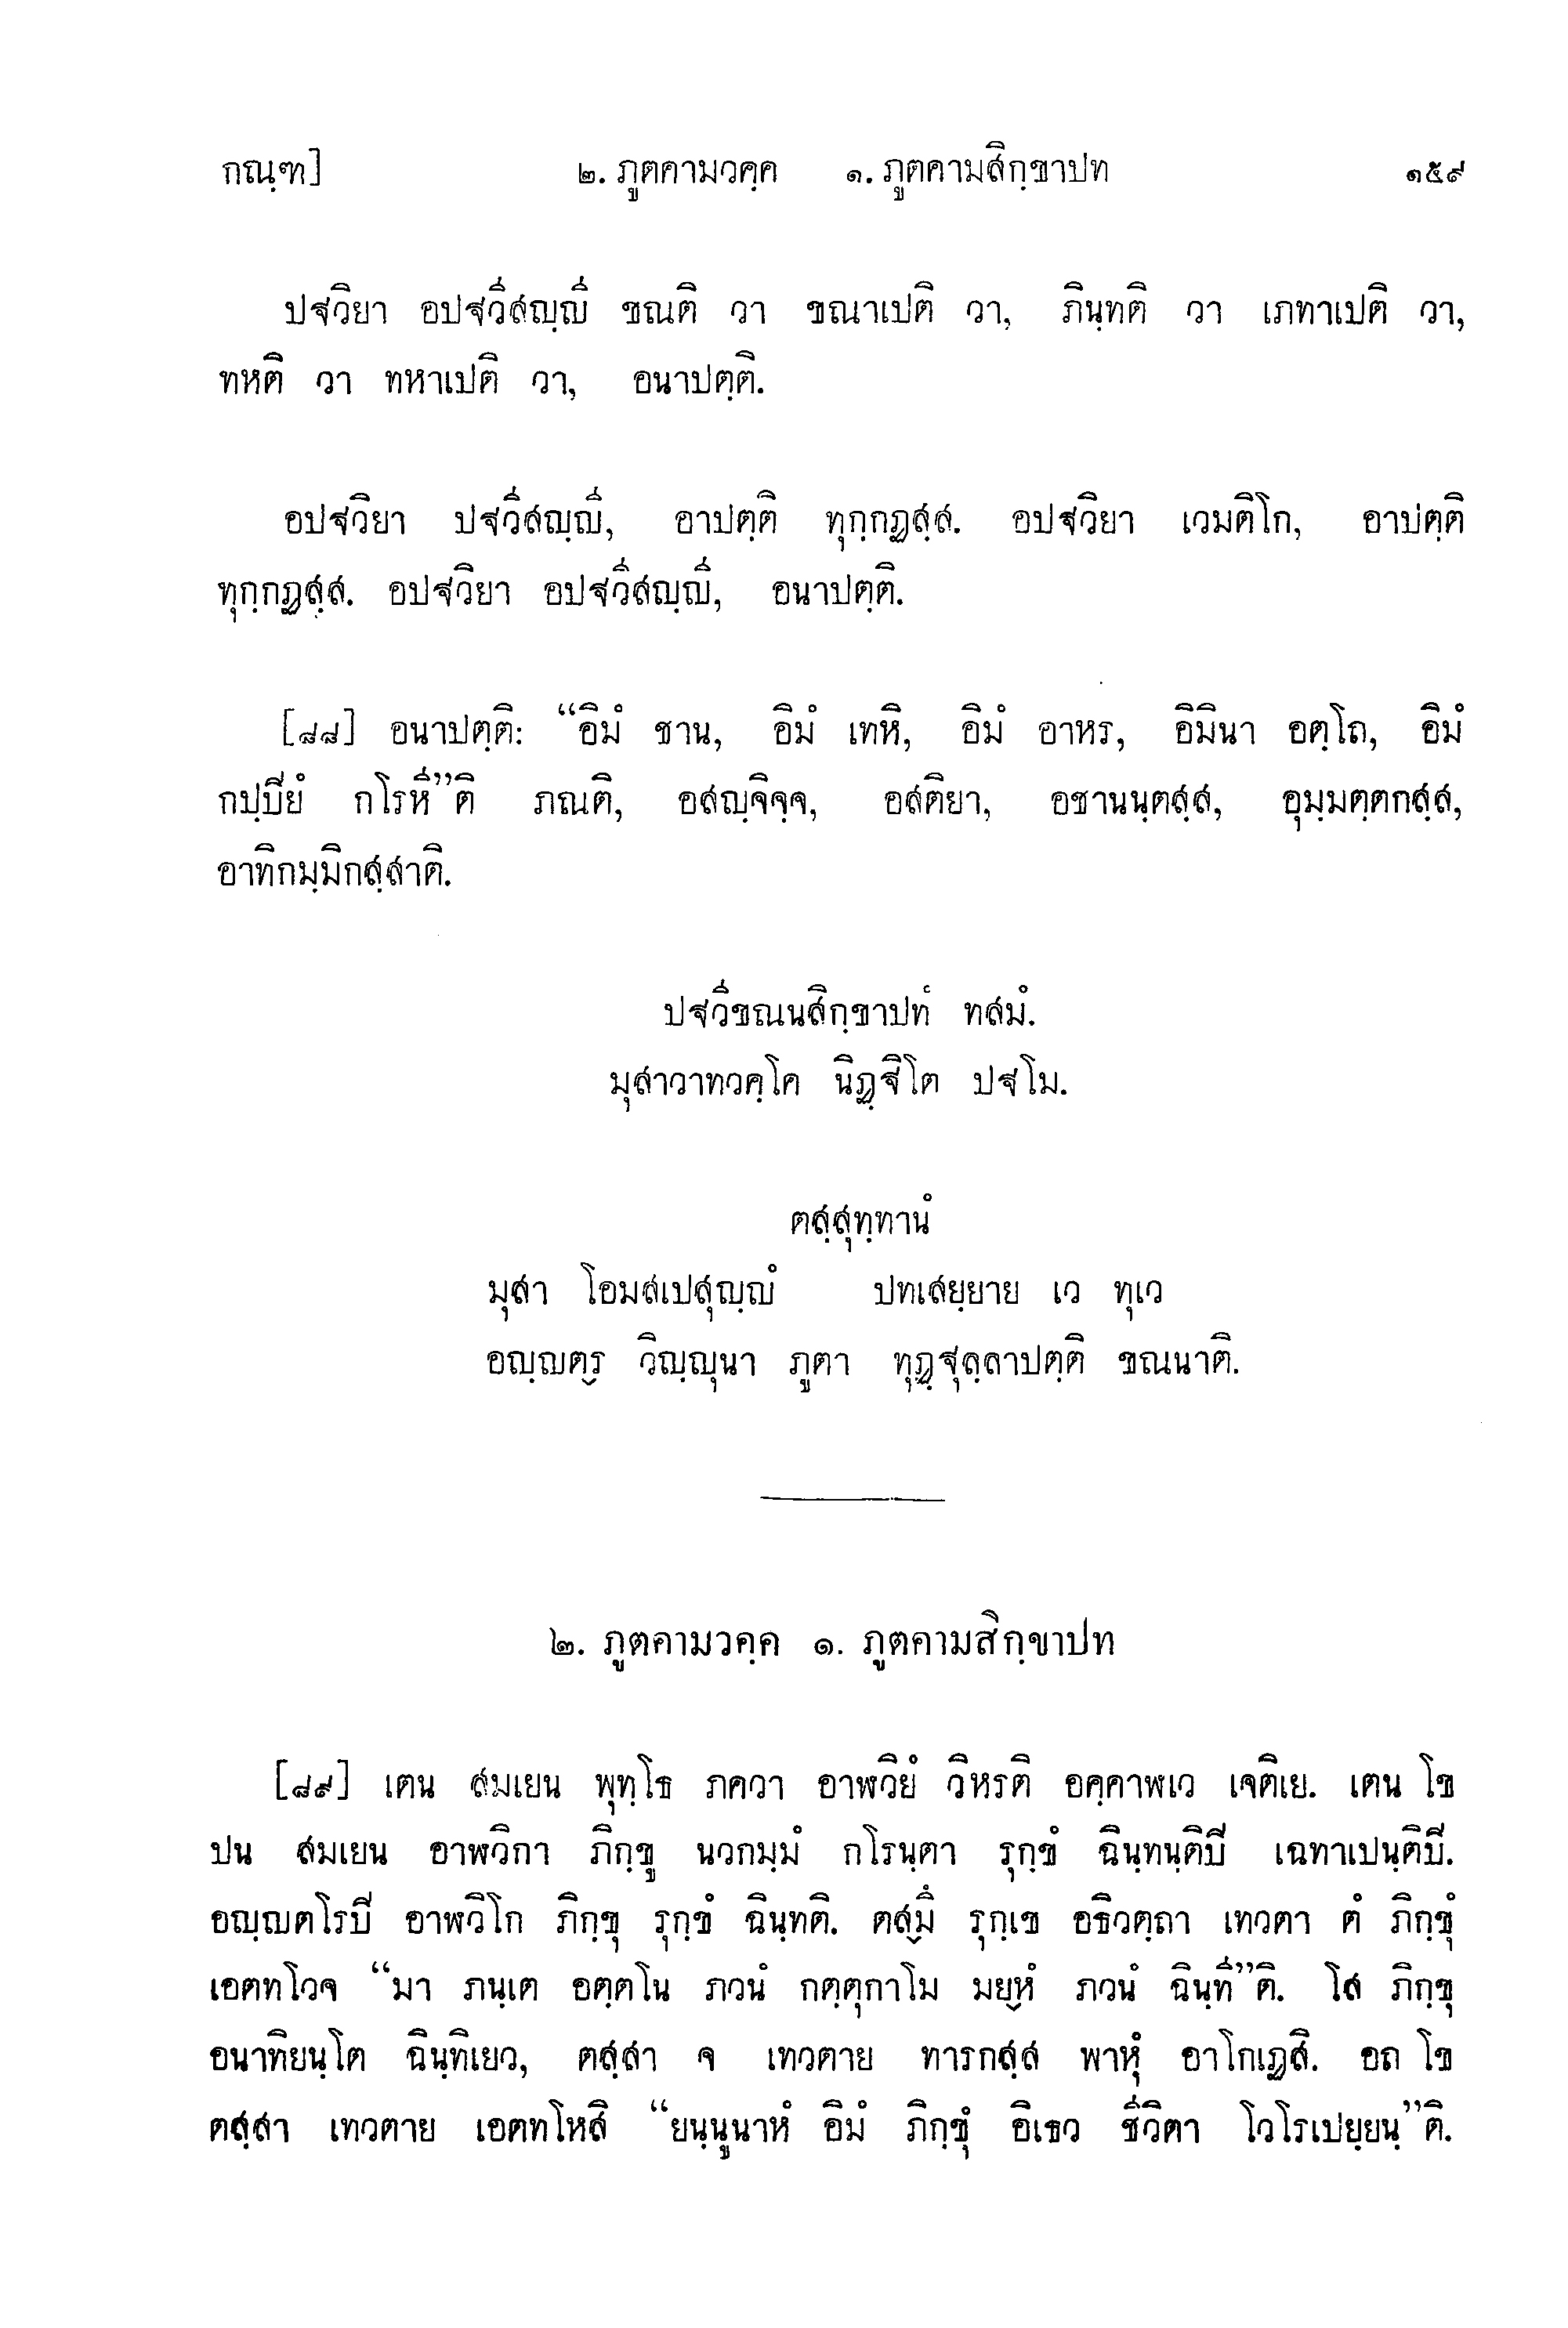 กณฺฑ] ๒. ภูตคามวคฺค ๑. ภูตคามสิกฺขาปท ๑๕๙
ปฐวิยา อปฐวีสญฺญี ขณติ วา ขณาเปติ วา, ภินฺทติ วา เภทาเปติ วา,
ทหติ วา ทหาเปติ วา, อนาปตฺติ.
อปฐวิยา ปฐวีสญฺญี, อาปตฺติ ทุกฺกฏสฺส. อปฐวิยา เวมติโก, อาปตฺติ
ทุกฺกฏสฺส. อปฐวิยา อปฐวีสญฺญี, อนาปตฺติ.
[๘๘] อนาปตฺติ: “อิมํ ชาน, อิมํ เทหิ, อิมํ อาหร, อิมินา อตฺโถ, อิมํ
กปฺปิยํ กโรหี”ติ ภณติ, อสญฺจิจฺจ, อสติยา, อชานนฺตสฺส, อุมฺมตฺตกสฺส,
อาทิกมฺมิกสฺสาติ.
ปฐวีขณนสิกฺขาปทํ ทสมํ.
มุสาวาทวคฺโค นิฏฺฐิโต ปฐโม.
ตสฺสุทฺทานํ
มุสา โอมสเปสุญฺญํ ปทเสยฺยาย เว ทุเว
อญฺญตฺร วิญฺญุนา ภูตา ทุฏฺฐุลฺลาปตฺติ ขณนาติ.
๒. ภูตคามวคฺค ๑. ภูตคามสิกฺขาปท
[๘๙] เตน สมเยน พุทฺโธ ภควา อาฬวิยํ วิหรติ อคฺคาฬเว เจติเย. เตน โข
ปน สมเยน อาฬวิกา ภิกฺขู นวกมฺมํ กโรนฺตา รุกฺขํ ฉินฺทนฺติปิ เฉทาเปนฺติปิ.
อญฺญตโรปิ อาฬวิโก ภิกฺขุ รุกฺขํ ฉินฺทติ. ตสฺมึ รุกฺเข อธิวตฺถา เทวตา ตํ ภิกฺขุํ
เอตทโวจ “มา ภนฺเต อตฺตโน ภวนํ กตฺตุกาโม มยฺหํ ภวนํ ฉินฺที”ติ. โส ภิกฺขุ
อนาทิยนฺโต ฉินฺทิเยว, ตสฺสา จ เทวตาย ทารกสฺส พาหุํ อาโกเฏสิ. อถ โข
ตสฺสา เทวตาย เอตทโหสิ “ยนฺนูนาหํ อิมํ ภิกฺขุํ อิเธว ชีวิตา โวโรเปยฺยนฺ”ติ.